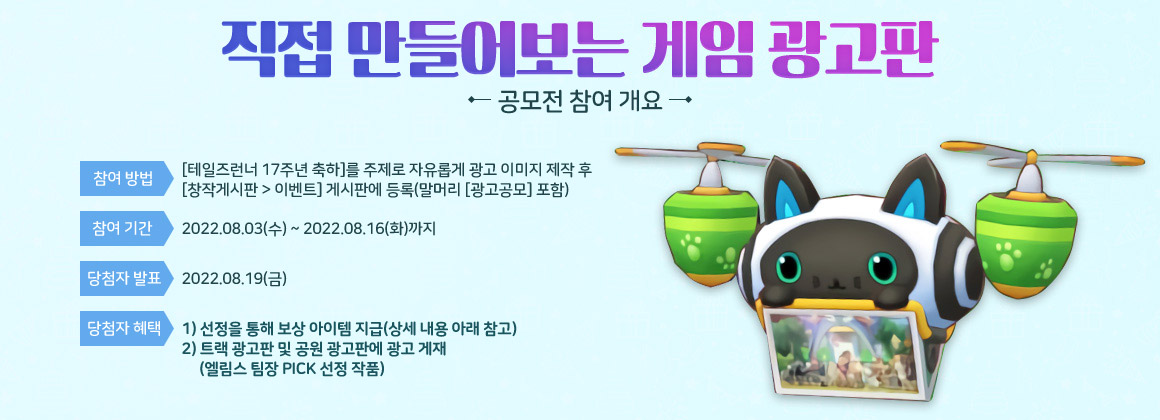 직접 만들어보는 게임 광고판
공모전 참여 개요
참여 방법
[테일즈런너 17주년 축하]를 주제로 자유롭게 광고 이미지 제작 후
[창작게시판 > 이벤트] 게시판에 등록(말머리 [광고공모] 포함)
참여 기간
2022.08.03(수) ~ 2022.08.16(화)까지
당첨자 발표
2022.08.19(금)
당첨자 혜택
1) 선정을 통해 보상 아이템 지급(상세 내용 아래 참고)
2) 트랙 광고판 및 공원 광고판에 광고 게재
(엘림스 팀장 PICK 선정 작품)